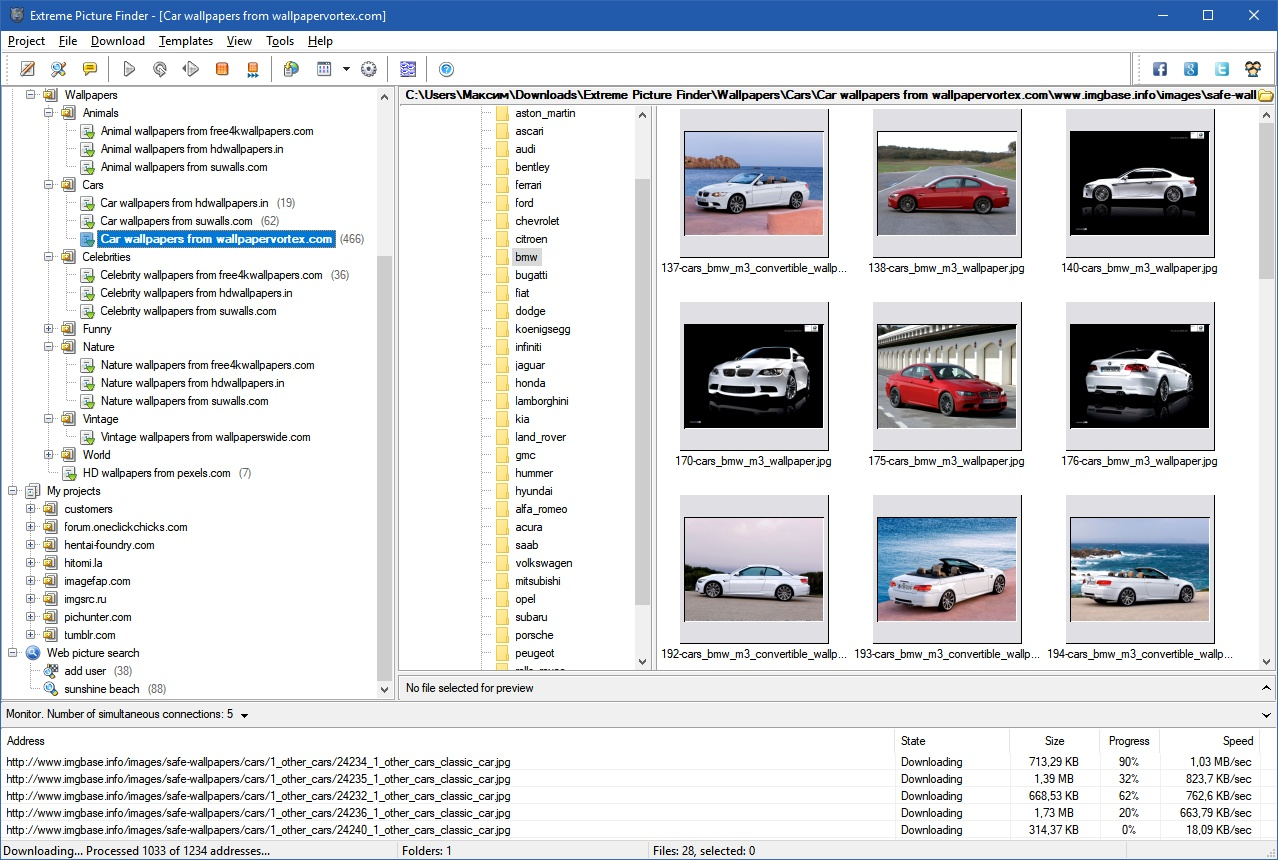 Extreme Picture Finder - [Car wallpapers from wallpapervortex.com]
Project File Download Templates View Tools Help
Wallpapers
Animals
Animal wallpapers from free4kwallpapers.com
Animal wallpapers from hdwallpapers.in
Animal wallpapers from suwalls.com
Cars
Car wallpapers from hdwallpapers.in (19)
Car wallpapers from suwalls.com (62)
Car wallpapers from wallpapervortex.com (466)
Celebrities
Celebrity wallpapers from free4kwallpapers.com (36)
Celebrity wallpapers from hdwallpapers.in
Celebrity wallpapers from suwalls.com
Funny
Nature
Nature wallpapers from free4kwallpapers.com
Nature wallpapers from hdwallpapers.in
Nature wallpapers from suwalls.com
Vintage
Vintage wallpapers from wallpaperswide.com
World
HD wallpapers from pexels.com (7)
My projects
customers
forum.oneclickchicks.com
hentai-foundry.com
hitomi.la
imagefap.com
imgsrc.ru
pichunter.com
tumblr.com
Web picture search
add user (38)
sunshine beach (88)
C:\Users\Максим\Downloads\Extreme Picture Finder\Wallpapers\Cars\Car wallpapers from wallpapervortex.com\www.imgbase.info\images\safe-wall
aston_martin
ascari
audi
bentley
ferrari
ford
chevrolet
citroen
bmw
bugatti
fiat
dodge
koenigsegg
infiniti
jaguar
honda
lamborghini
kia
land_rover
gmc
hummer
hyundai
alfa_romeo
acura
saab
volkswagen
mitsubishi
opel
subaru
porsche
peugeot
137-cars_bmw_m3_convertible_wallp...
138-cars_bmw_m3_wallpaper.jpg
140-cars_bmw_m3_wallpaper.jpg
170-cars_bmw_m3_wallpaper.jpg
175-cars_bmw_m3_wallpaper.jpg
176-cars_bmw_m3_wallpaper.jpg
192-cars_bmw_m3_convertible_wallp...
193-cars_bmw_m3_convertible_wallp...
194-cars_bmw_m3_convertible_wallp...
No file selected for preview
Monitor. Number of simultaneous connections: 5
Address State Size Progress Speed
http://www.imgbase.info/images/safe-wallpapers/cars/1_other_cars/24234_1_other_cars_classic_car.jpg Downloading 713,29 KB 90% 1,03 MB/sec
http://www.imgbase.info/images/safe-wallpapers/cars/1_other_cars/24235_1_other_cars_classic_car.jpg Downloading 1,39 MB 32% 823,7 KB/sec
http://www.imgbase.info/images/safe-wallpapers/cars/1_other_cars/24232_1_other_cars_classic_car.jpg Downloading 668,53 KB 62% 762,6 KB/sec
http://www.imgbase.info/images/safe-wallpapers/cars/1_other_cars/24236_1_other_cars_classic_car.jpg Downloading 1,73 MB 20% 663,79 KB/sec
http://www.imgbase.info/images/safe-wallpapers/cars/1_other_cars/24240_1_other_cars_classic_car.jpg Downloading 314,37 KB 0% 18,09 KB/sec
Downloading... Processed 1033 of 1234 addresses... Folders: 1 Files: 28, selected: 0